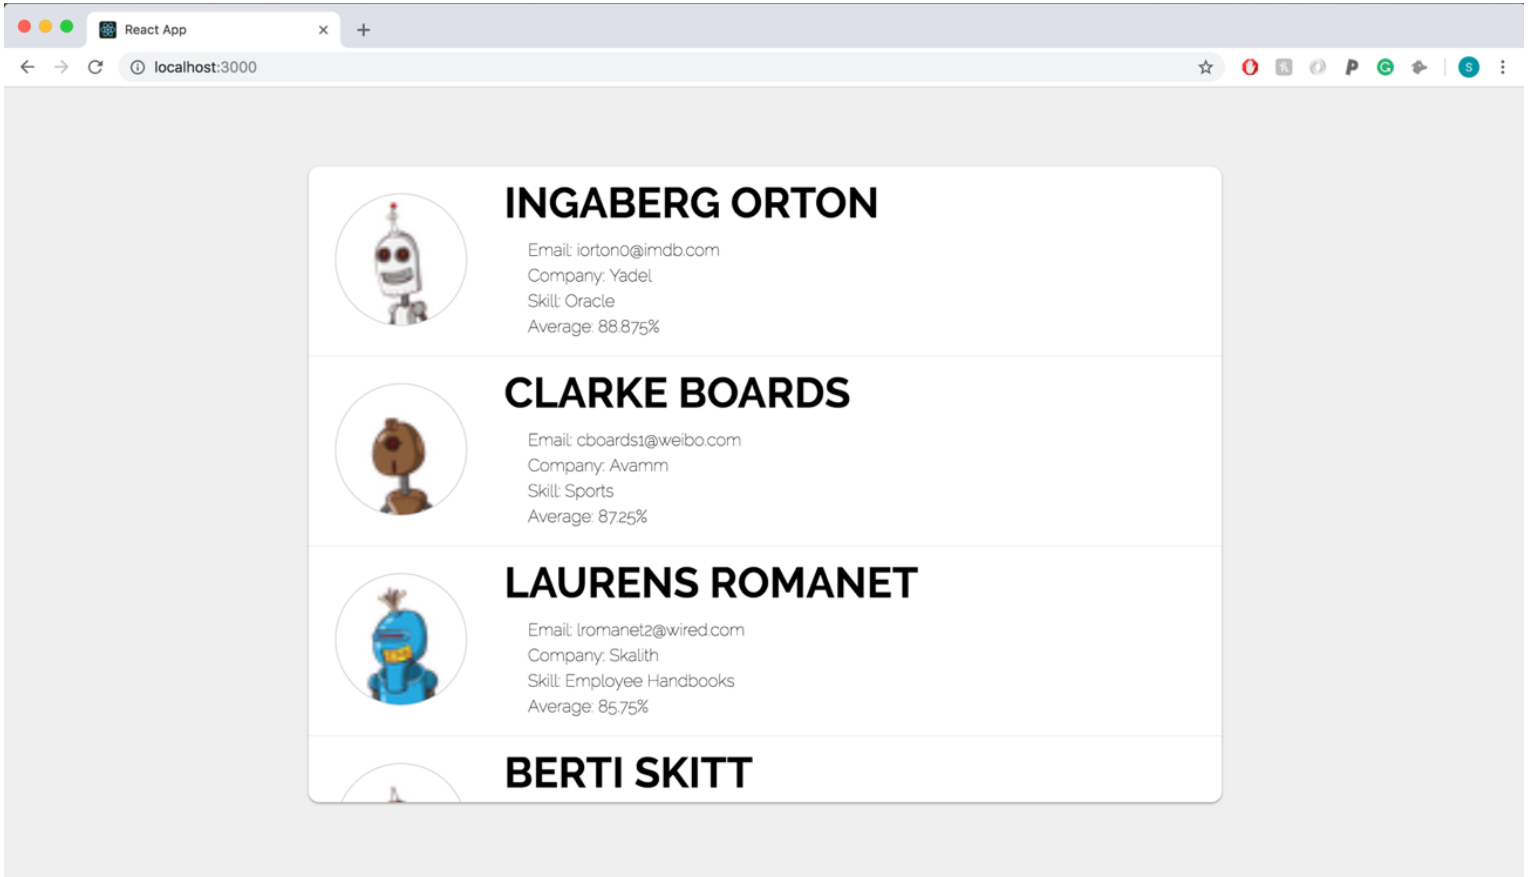 React App
localhost:3000
S
INGABERG ORTON
Email: iorton0@imdb.com
Company: Yadel
Skill: Oracle
Average: 88.875%
CLARKE BOARDS
Email: cboards1@weibo.com
Company: Avamm
Skill: Sports
Average: 87.25%
LAURENS ROMANET
Email: lromanet2@wired.com
Company: Skalith
Skill: Employee Handbooks
Average: 85.75%
BERTI SKITT